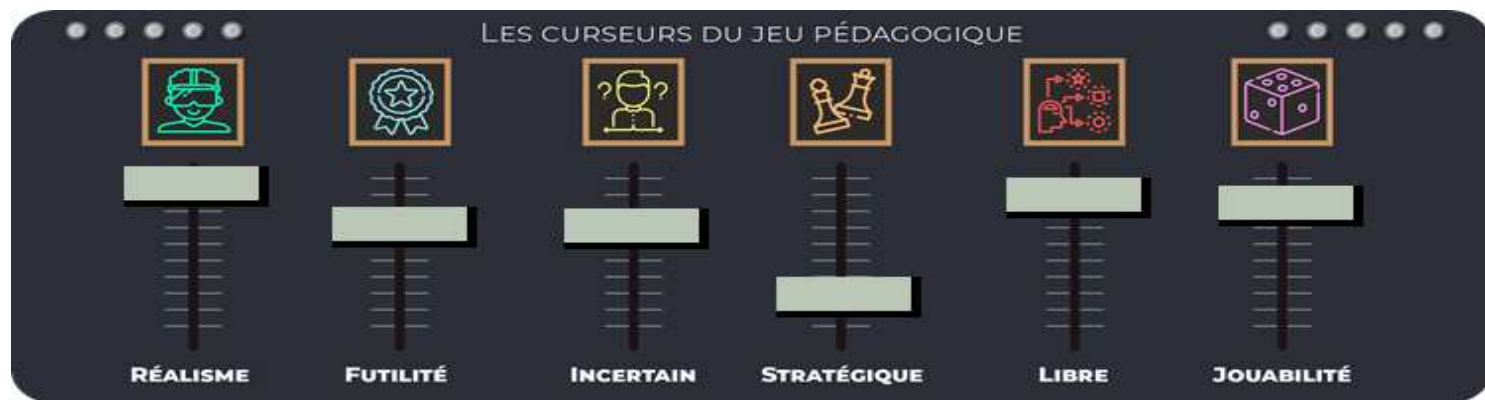 LES CURSEURS DU JEU PÉDAGOGIQUE
? ?
RÉALISME FUTILITÉ INCERTAIN STRATÉGIQUE LIBRE JOUABILITÉ